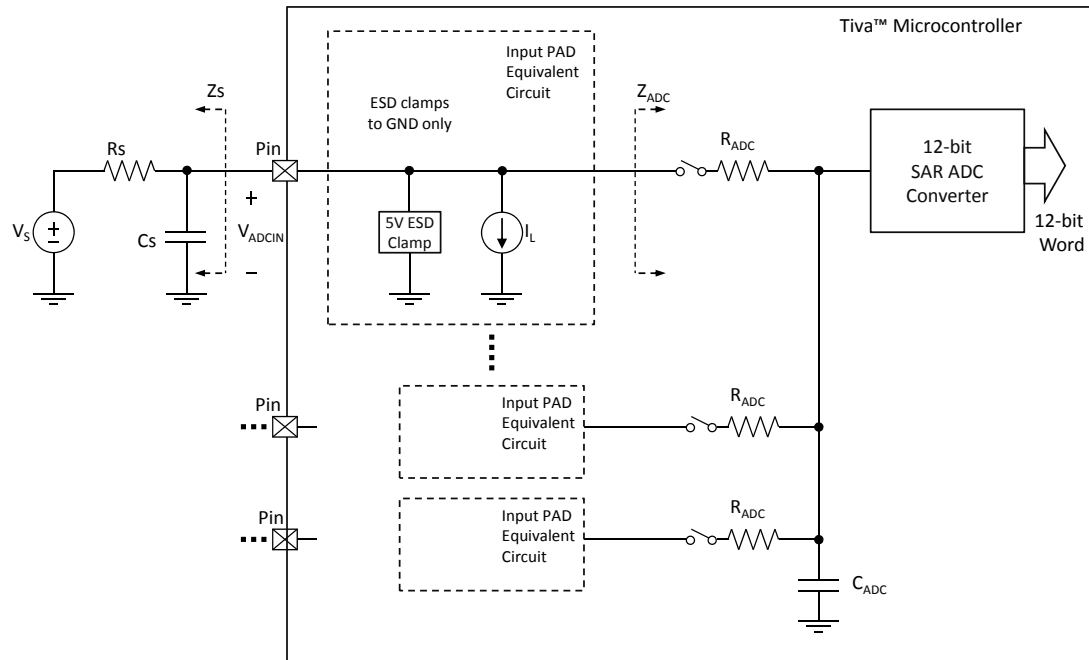 Tiva™ Microcontroller
Input PAD
Equivalent
Circuit
ESD clamps
to GND only
Zs
Z_ADC
Rs
Pin
R_ADC
12-bit
SAR ADC
Converter
V_S
Cs
+
V_ADCIN
−
5V ESD
Clamp
I_L
12-bit
Word
Pin
Input PAD
Equivalent
Circuit
R_ADC
Pin
Input PAD
Equivalent
Circuit
R_ADC
C_ADC